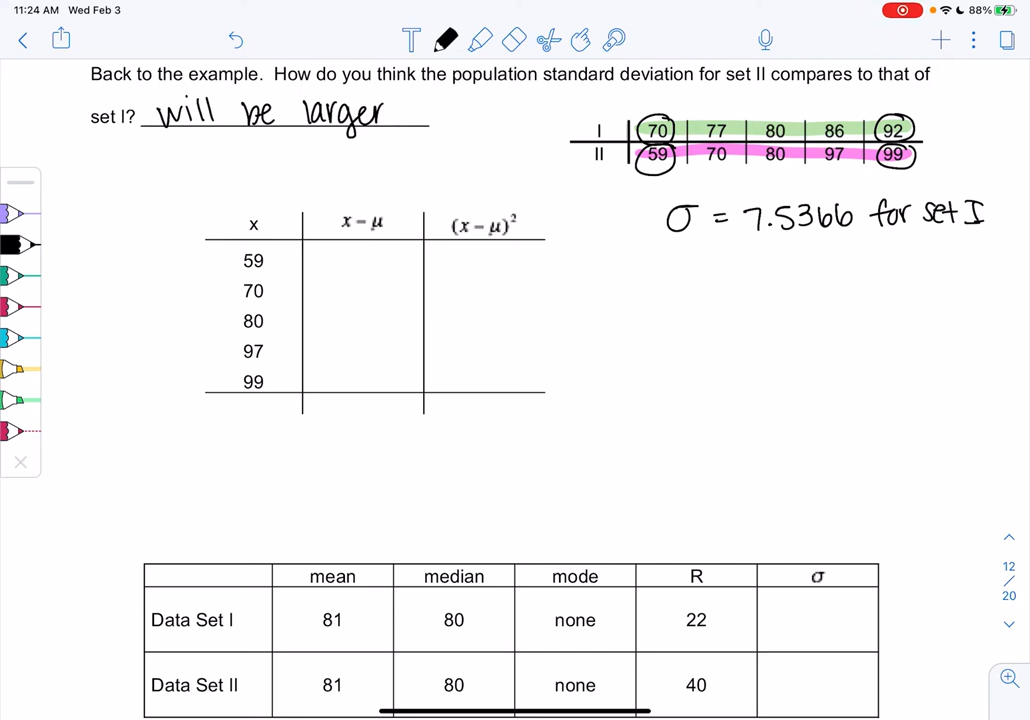 11:24 AM Wed Feb 3 88%
Back to the example. How do you think the population standard deviation for set II compares to that of
set I? will be larger
I 70 77 80 86 92
II 59 70 80 97 99
σ = 7.5366 for set I
x x − μ (x − μ)²
59
70
80
97
99
12 / 20
mean median mode R σ
Data Set I 81 80 none 22
Data Set II 81 80 none 40